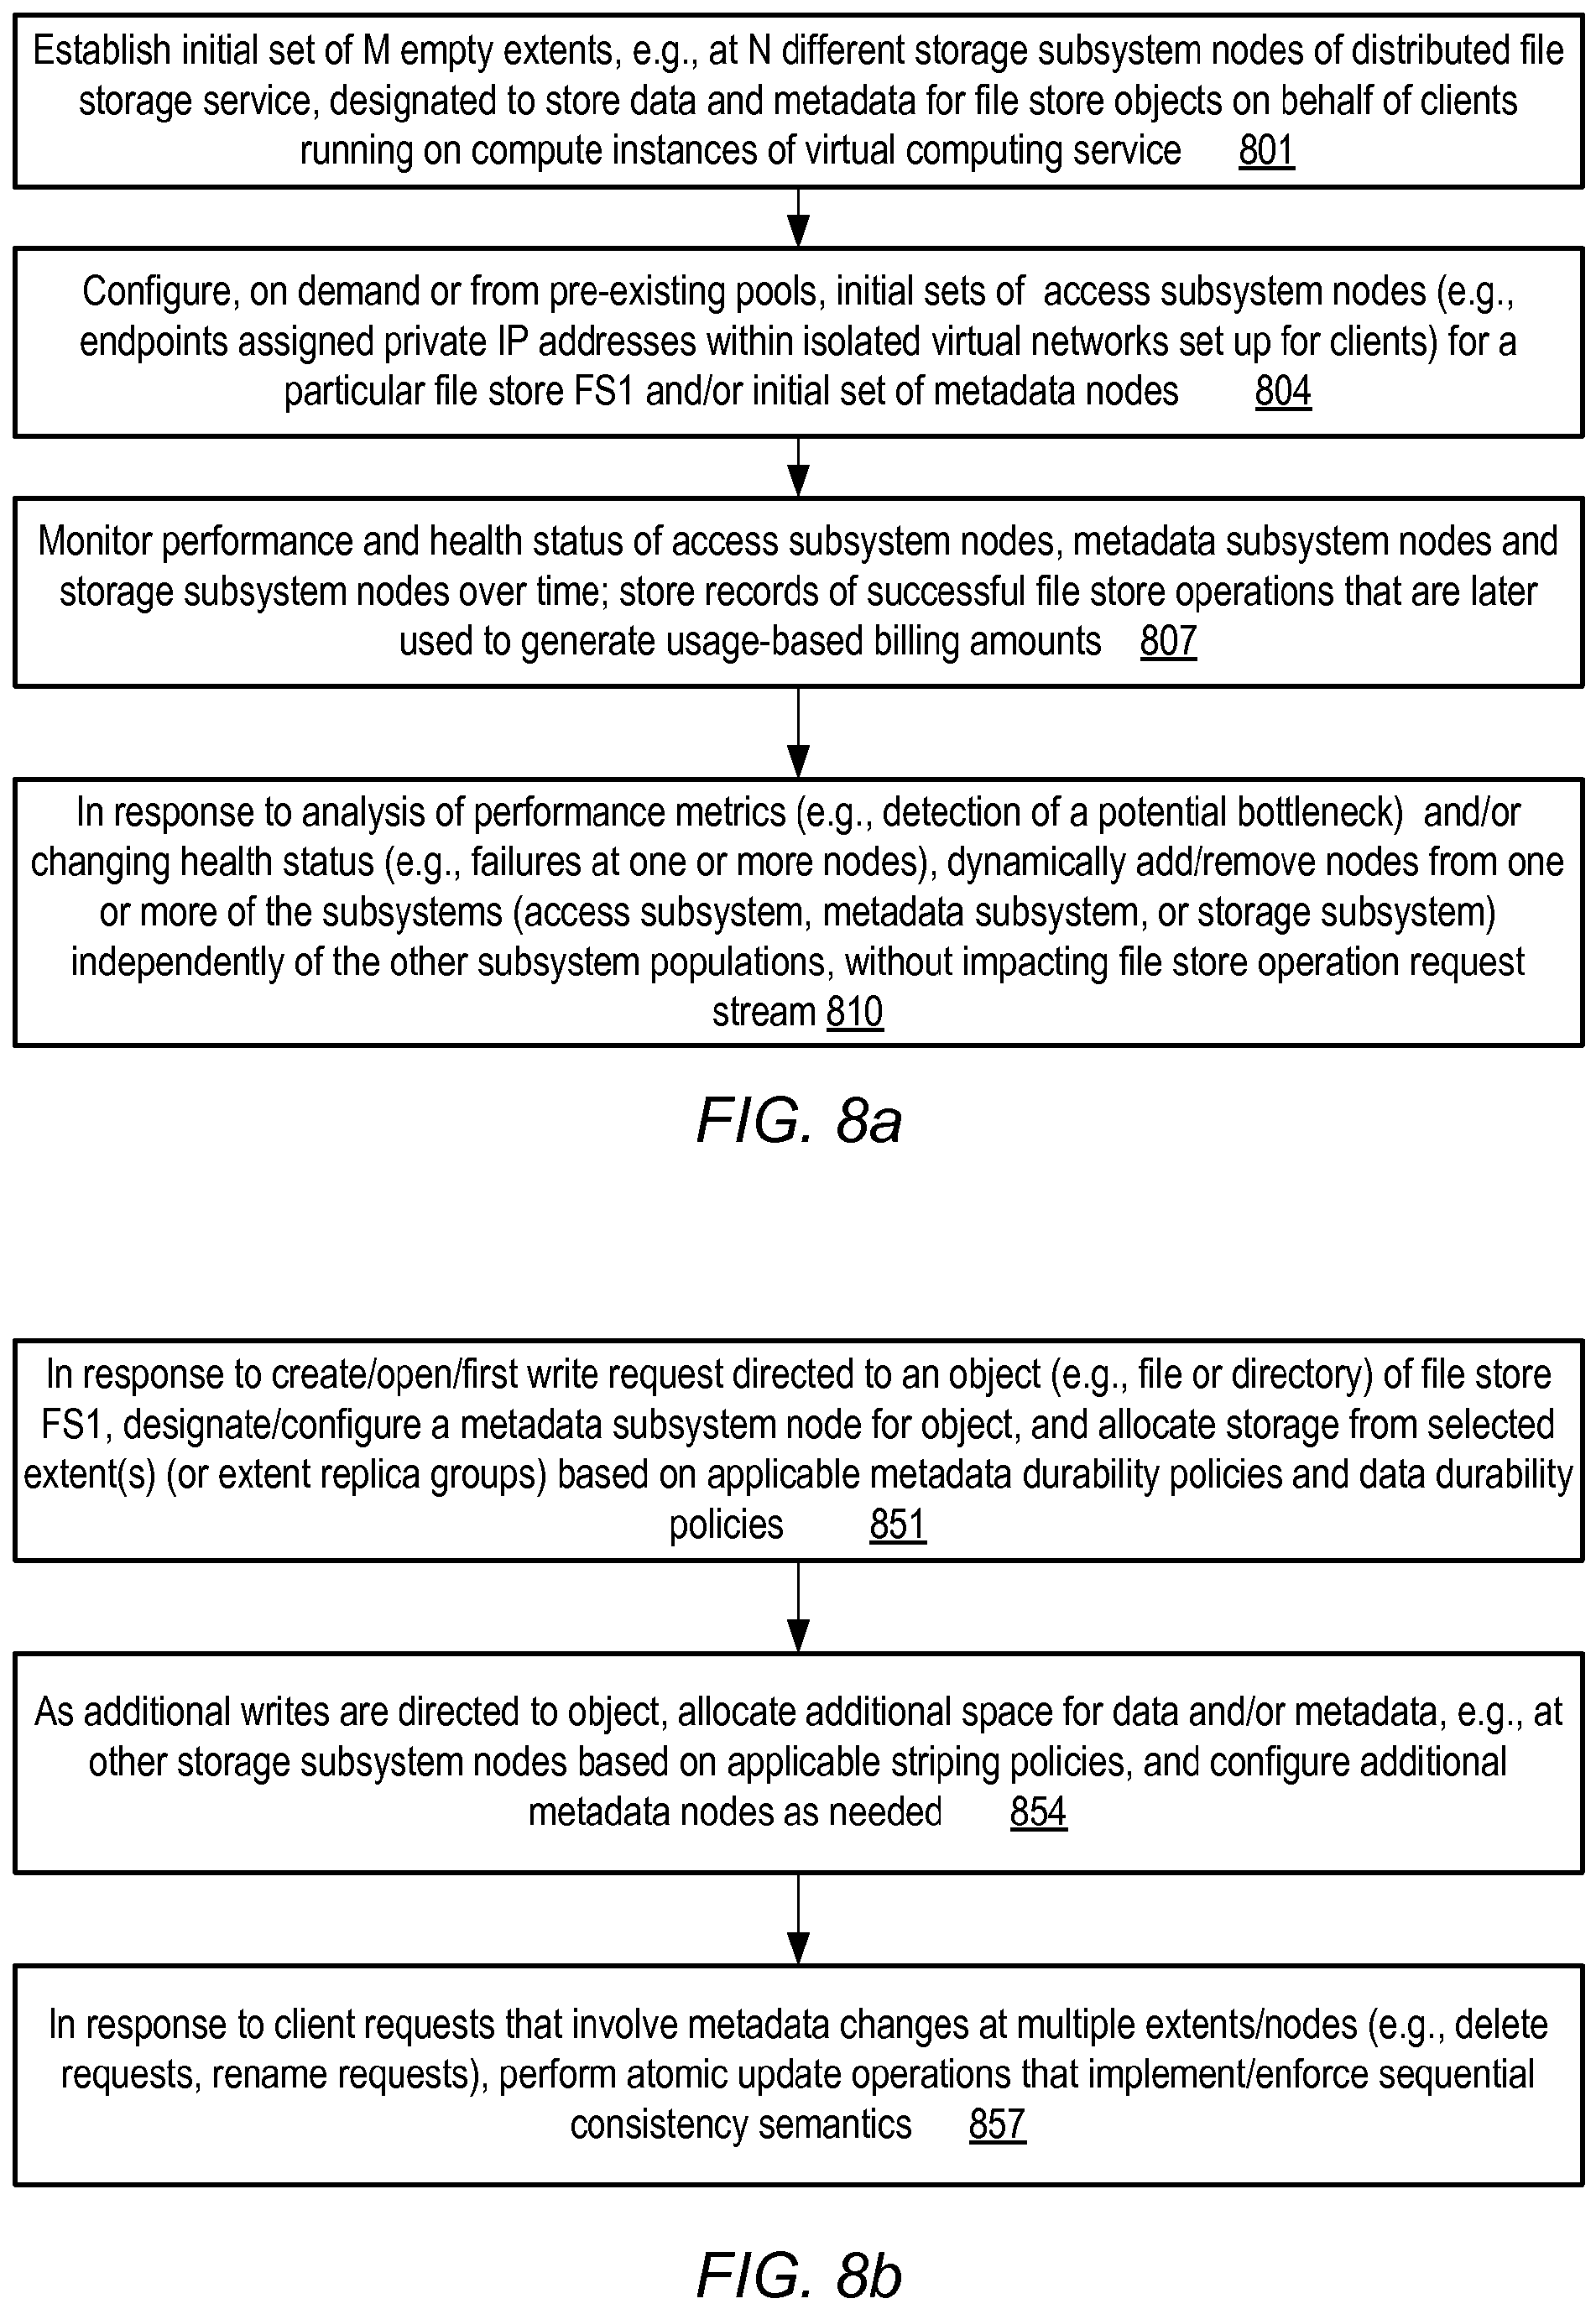 Establish initial set of M empty extents, e.g., at N different storage subsystem nodes of distributed file
storage service, designated to store data and metadata for file store objects on behalf of clients
running on compute instances of virtual computing service 801
Configure, on demand or from pre-existing pools, initial sets of access subsystem nodes (e.g.,
endpoints assigned private IP addresses within isolated virtual networks set up for clients) for a
particular file store FS1 and/or initial set of metadata nodes 804
Monitor performance and health status of access subsystem nodes, metadata subsystem nodes and
storage subsystem nodes over time; store records of successful file store operations that are later
used to generate usage-based billing amounts 807
In response to analysis of performance metrics (e.g., detection of a potential bottleneck) and/or
changing health status (e.g., failures at one or more nodes), dynamically add/remove nodes from one
or more of the subsystems (access subsystem, metadata subsystem, or storage subsystem)
independently of the other subsystem populations, without impacting file store operation request
stream 810
FIG. 8a
In response to create/open/first write request directed to an object (e.g., file or directory) of file store
FS1, designate/configure a metadata subsystem node for object, and allocate storage from selected
extent(s) (or extent replica groups) based on applicable metadata durability policies and data durability
policies 851
As additional writes are directed to object, allocate additional space for data and/or metadata, e.g., at
other storage subsystem nodes based on applicable striping policies, and configure additional
metadata nodes as needed 854
In response to client requests that involve metadata changes at multiple extents/nodes (e.g., delete
requests, rename requests), perform atomic update operations that implement/enforce sequential
consistency semantics 857
FIG. 8b